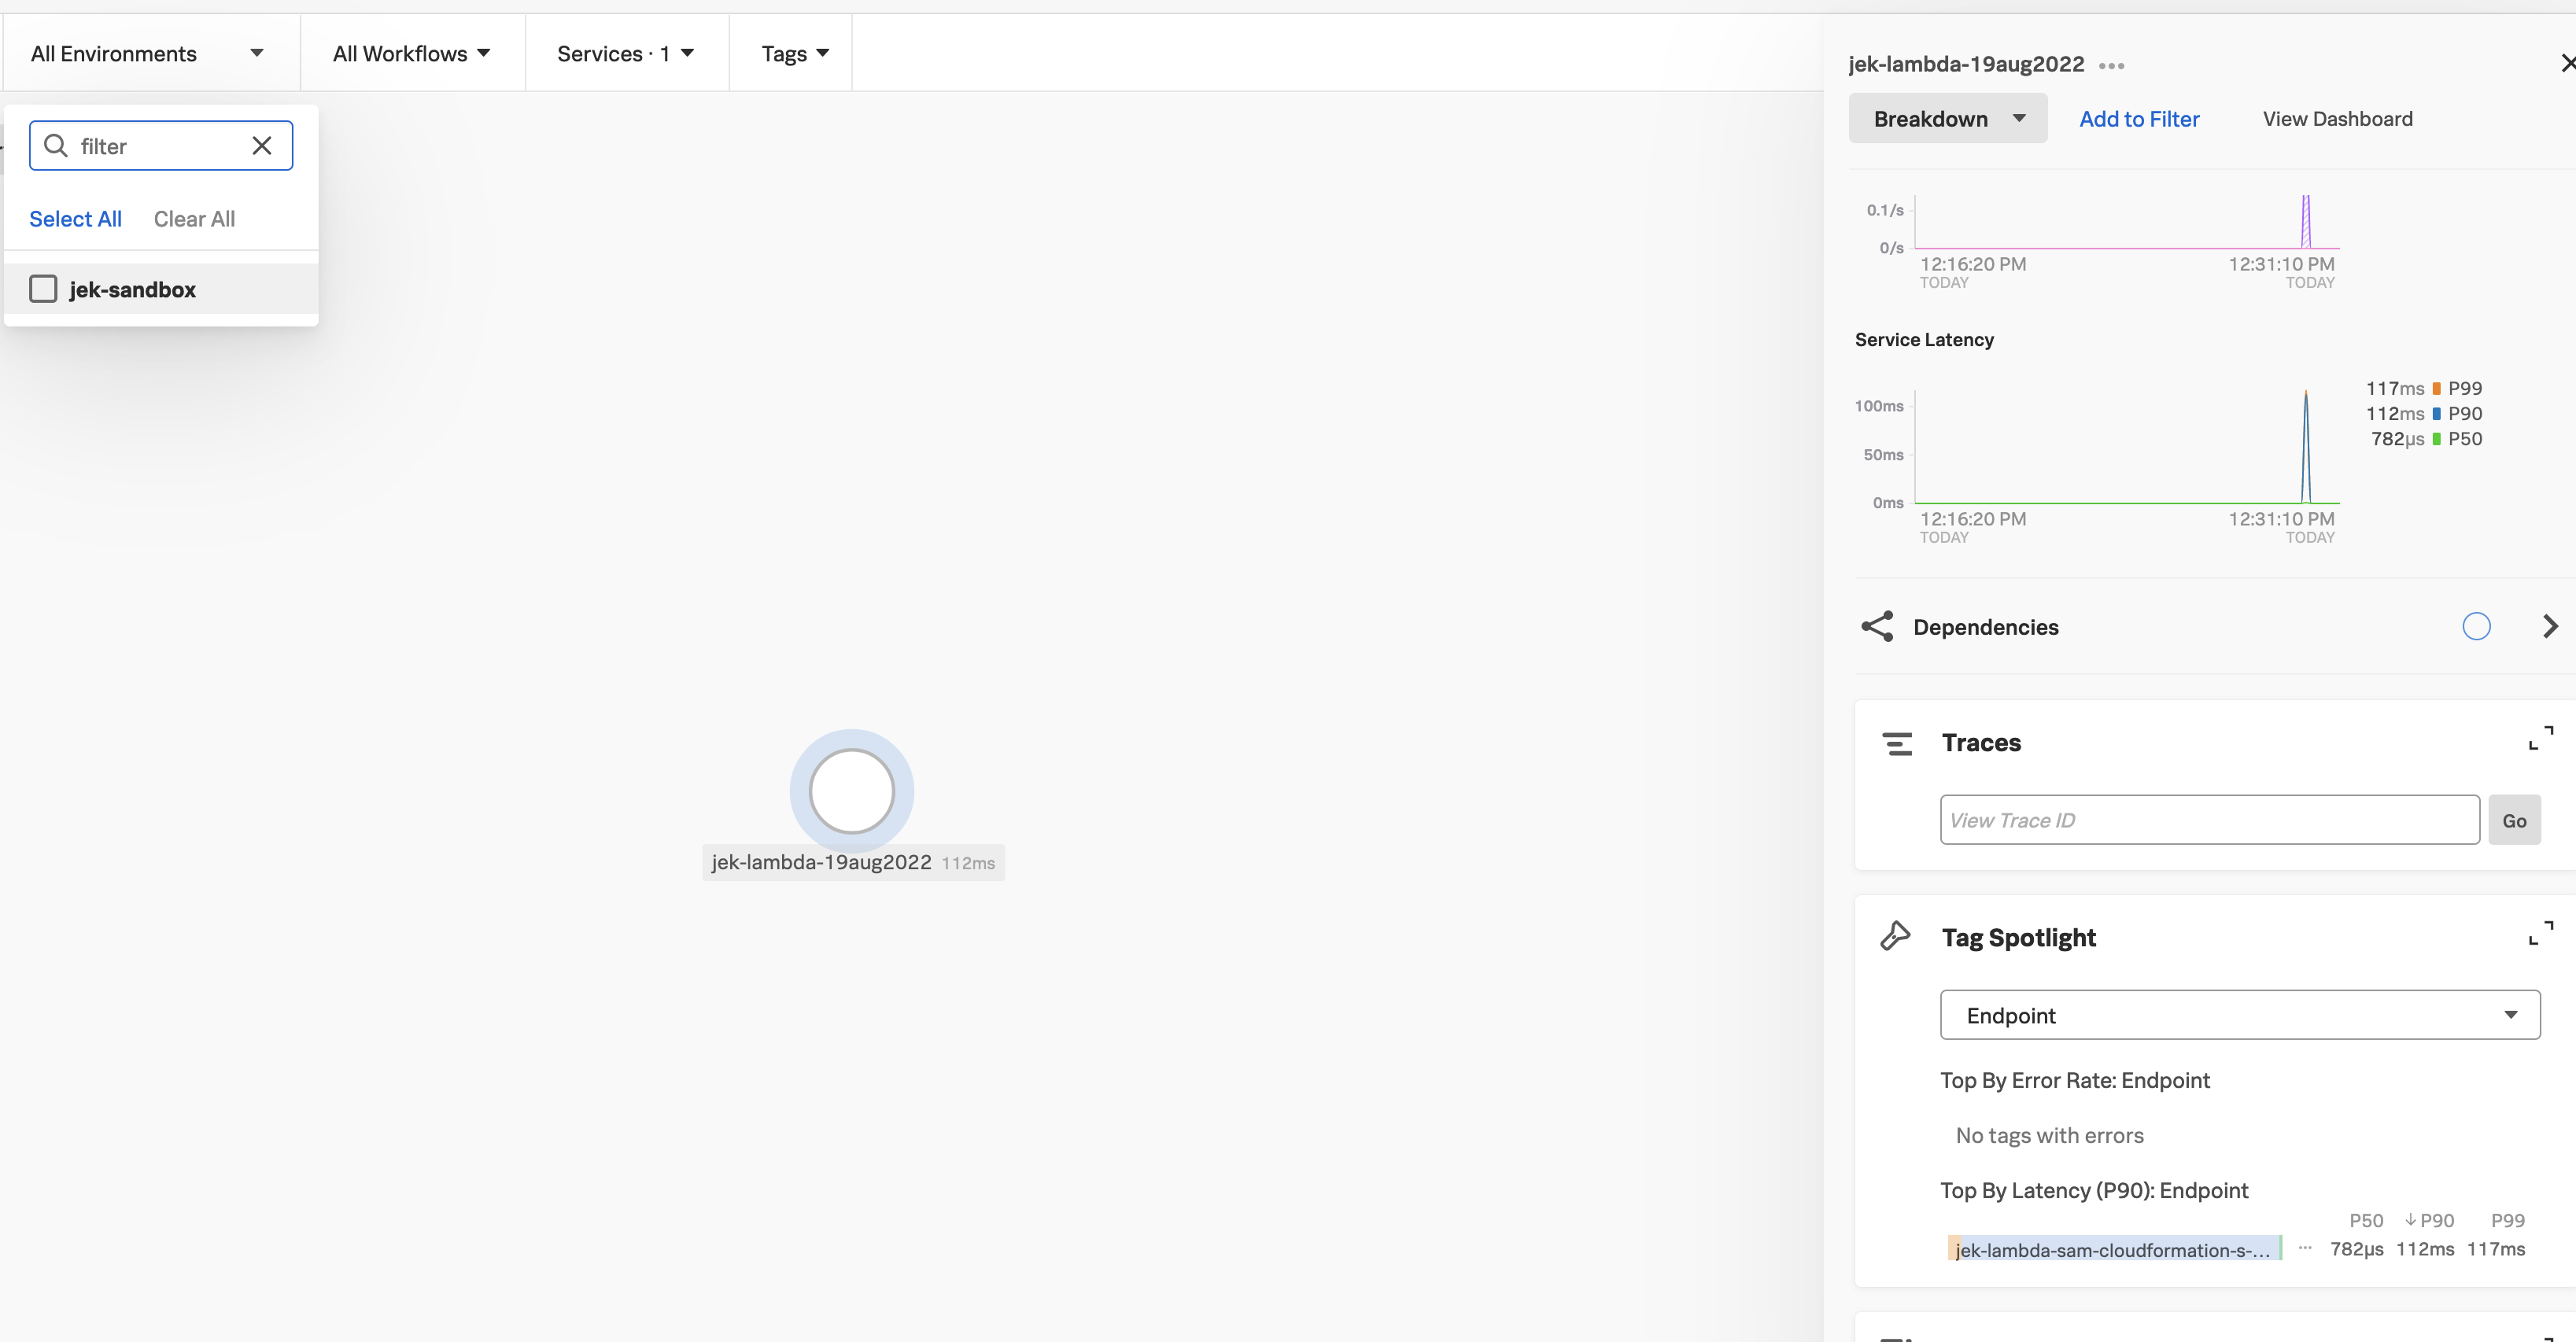 All Environments
All Workflows
Services · 1
Tags
filter
Select All
Clear All
jek-sandbox
jek-lambda-19aug2022 112ms
jek-lambda-19aug2022
Breakdown
Add to Filter
View Dashboard
0.1/s
0/s
12:16:20 PM
TODAY
12:31:10 PM
TODAY
Service Latency
100ms
50ms
0ms
12:16:20 PM
TODAY
12:31:10 PM
TODAY
117ms P99
112ms P90
782µs P50
Dependencies
Traces
View Trace ID
Go
Tag Spotlight
Endpoint
Top By Error Rate: Endpoint
No tags with errors
Top By Latency (P90): Endpoint
P50 ↓P90 P99
jek-lambda-sam-cloudformation-s-... ... 782µs 112ms 117ms